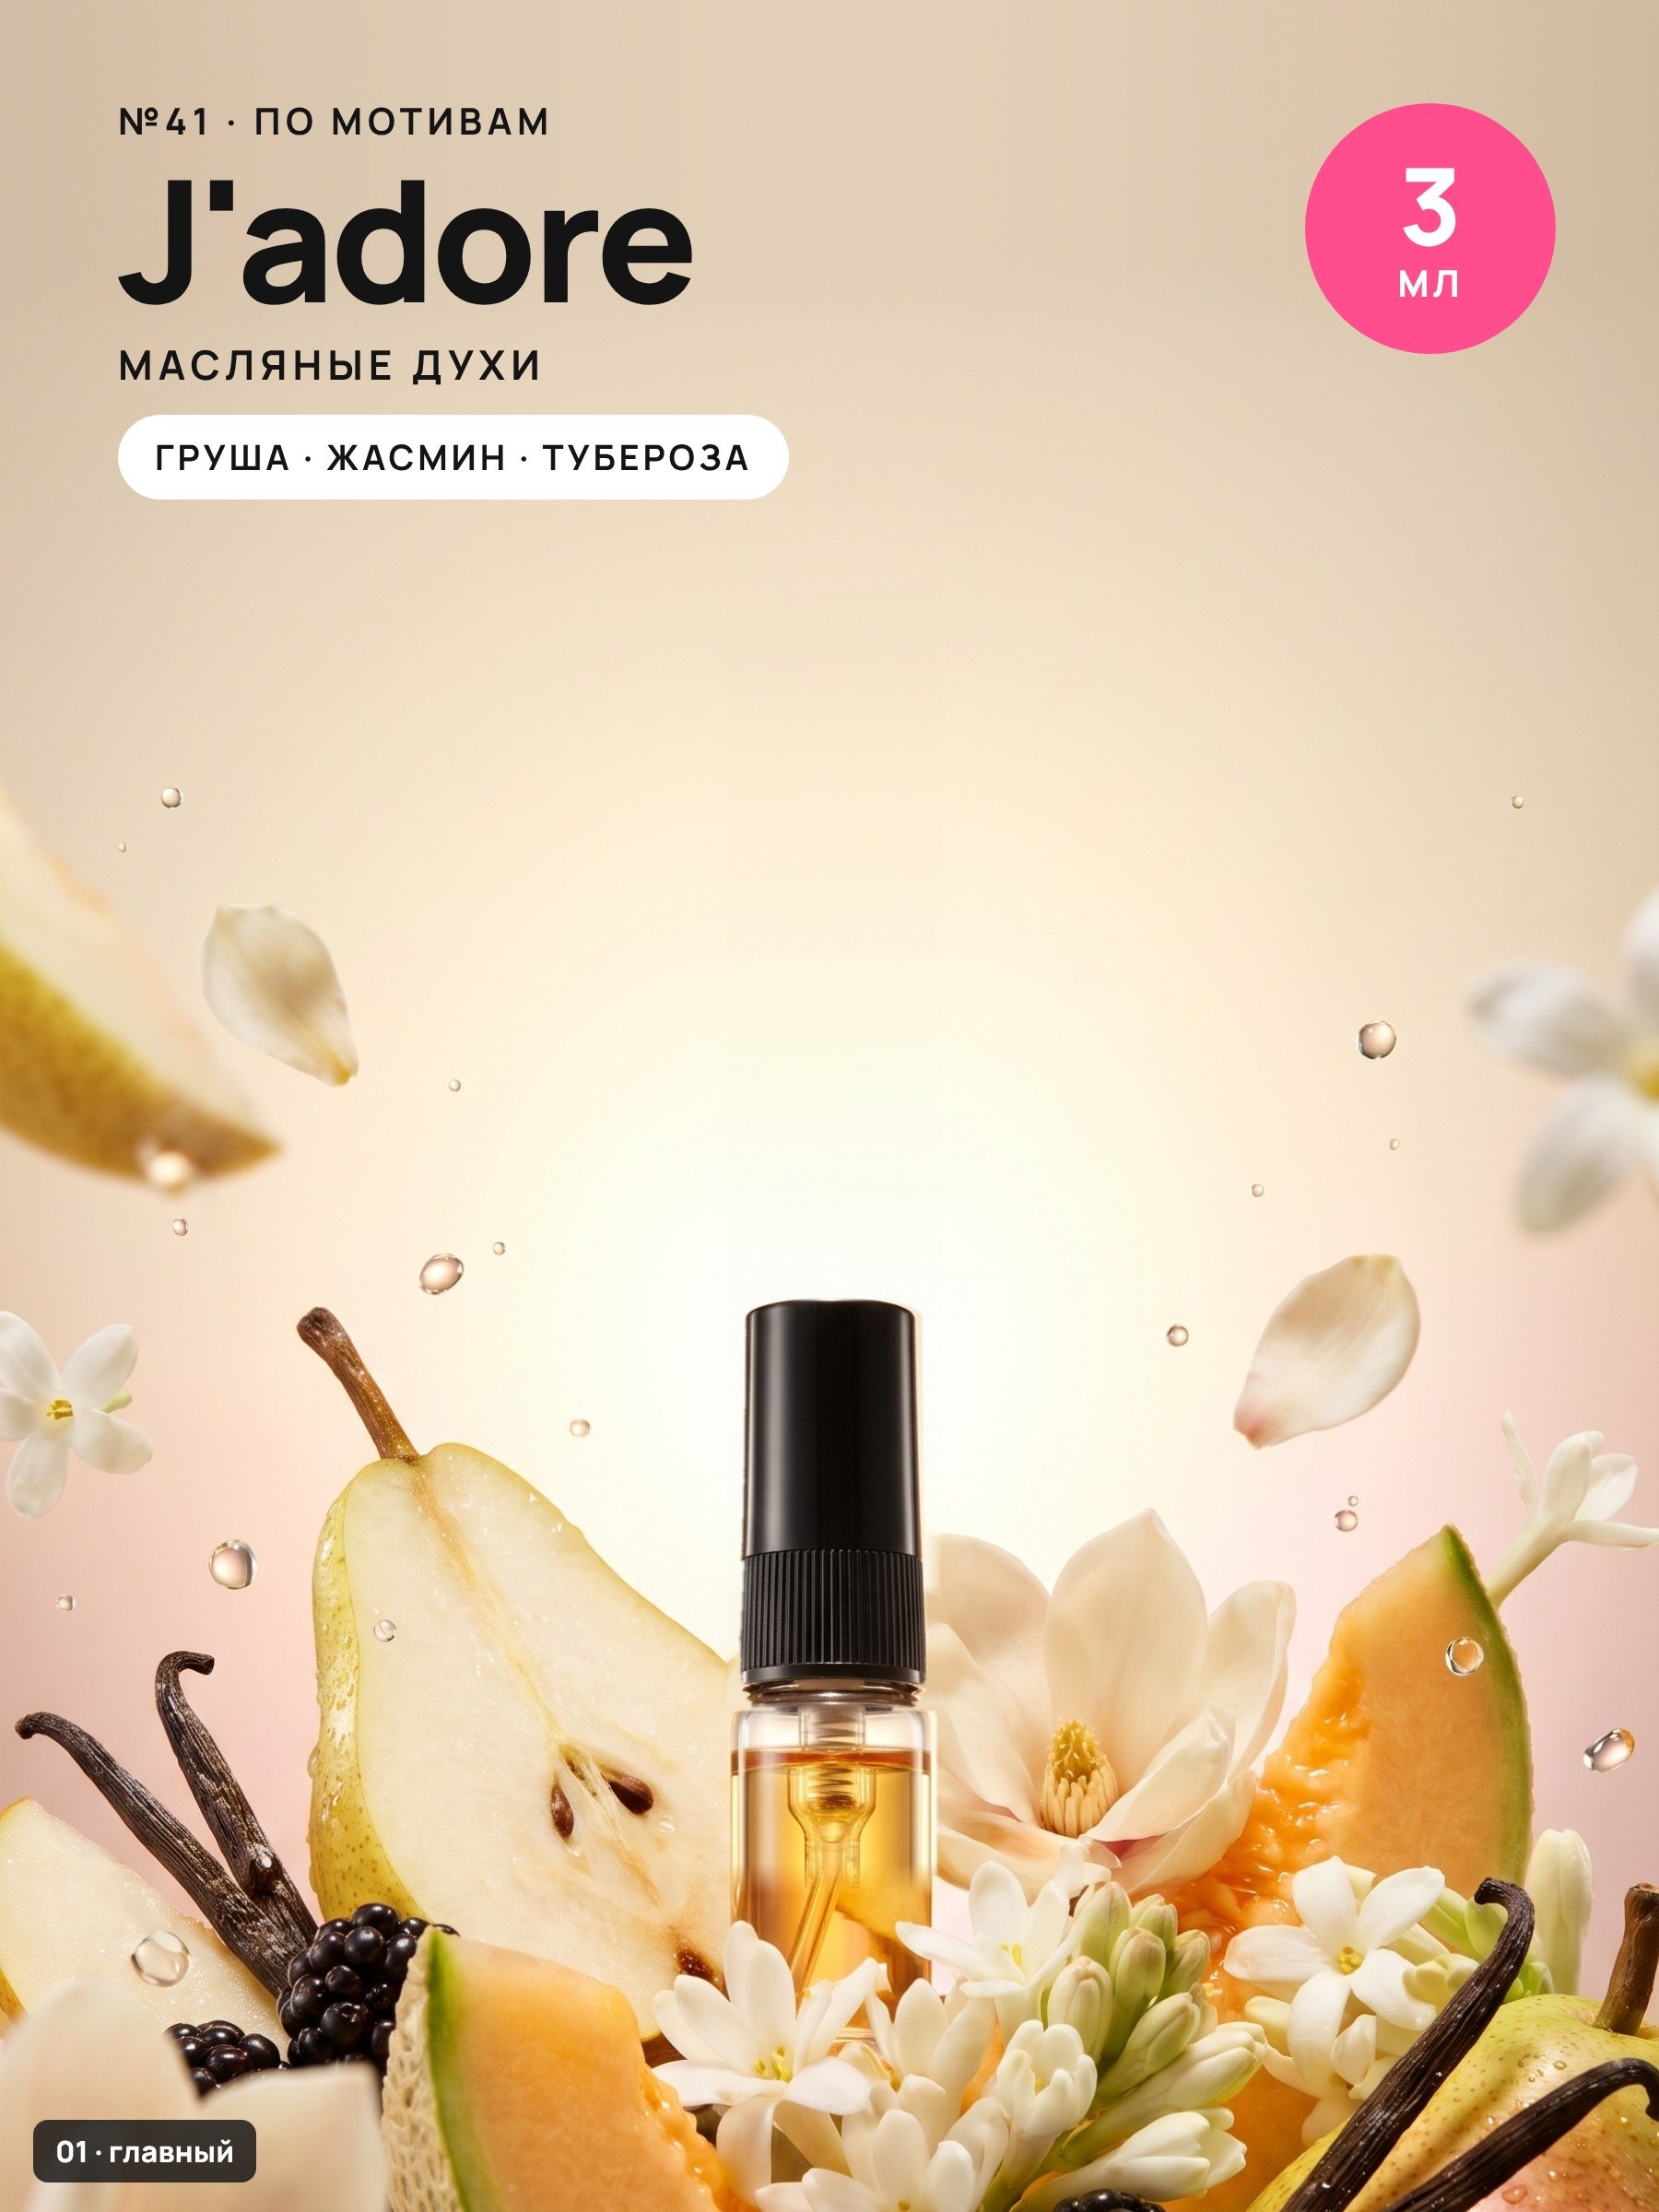 №41 · ПО МОТИВАМ
J'adore
МАСЛЯНЫЕ ДУХИ
ГРУША · ЖАСМИН · ТУБЕРОЗА
3
МЛ
01 · главный